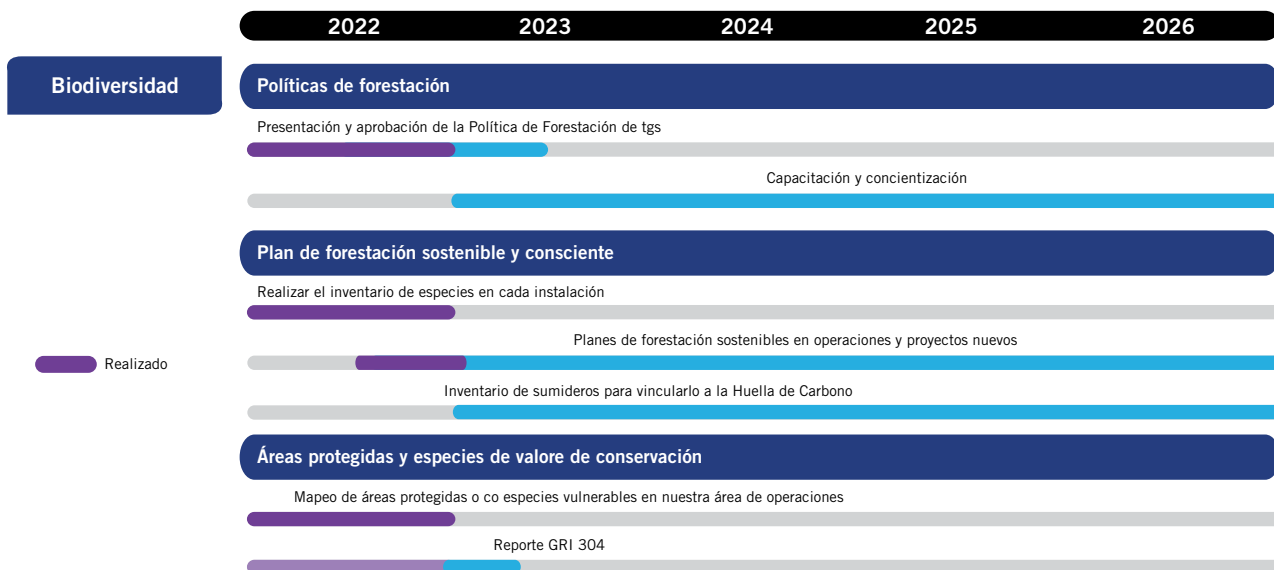 2022 2023 2024 2025 2026
Biodiversidad
Políticas de forestación
Presentación y aprobación de la Política de Forestación de tgs
Capacitación y concientización
Plan de forestación sostenible y consciente
Realizar el inventario de especies en cada instalación
Planes de forestación sostenibles en operaciones y proyectos nuevos
Realizado
Inventario de sumideros para vincularlo a la Huella de Carbono
Áreas protegidas y especies de valore de conservación
Mapeo de áreas protegidas o co especies vulnerables en nuestra área de operaciones
Reporte GRI 304